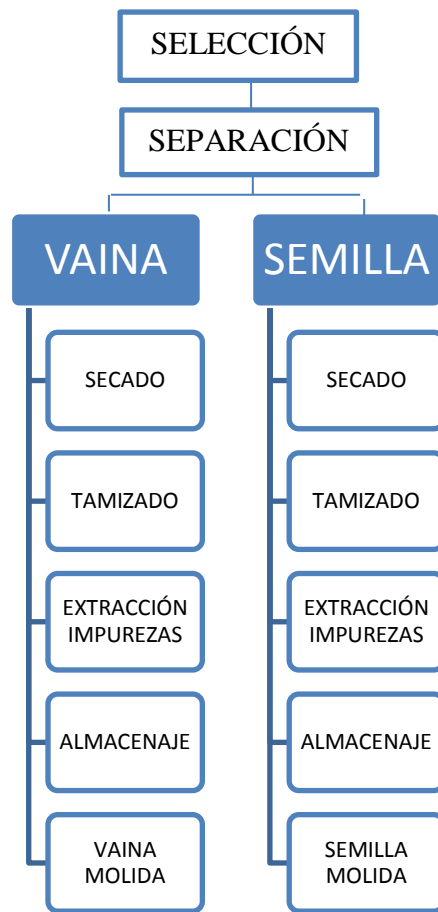 SELECCIÓN
SEPARACIÓN
VAINA
SECADO
TAMIZADO
EXTRACCIÓN
IMPUREZAS
ALMACENAJE
VAINA
MOLIDA
SEMILLA
SECADO
TAMIZADO
EXTRACCIÓN
IMPUREZAS
ALMACENAJE
SEMILLA
MOLIDA